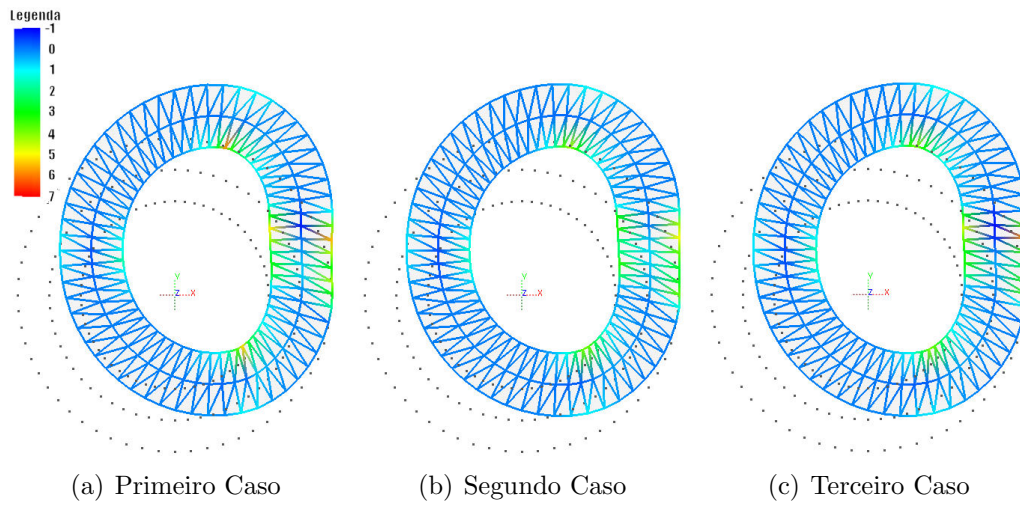 Legenda
-1
0
1
2
3
4
5
6
7
Y
Z X
Y
Z X
Y
Z X
(a) Primeiro Caso
(b) Segundo Caso
(c) Terceiro Caso